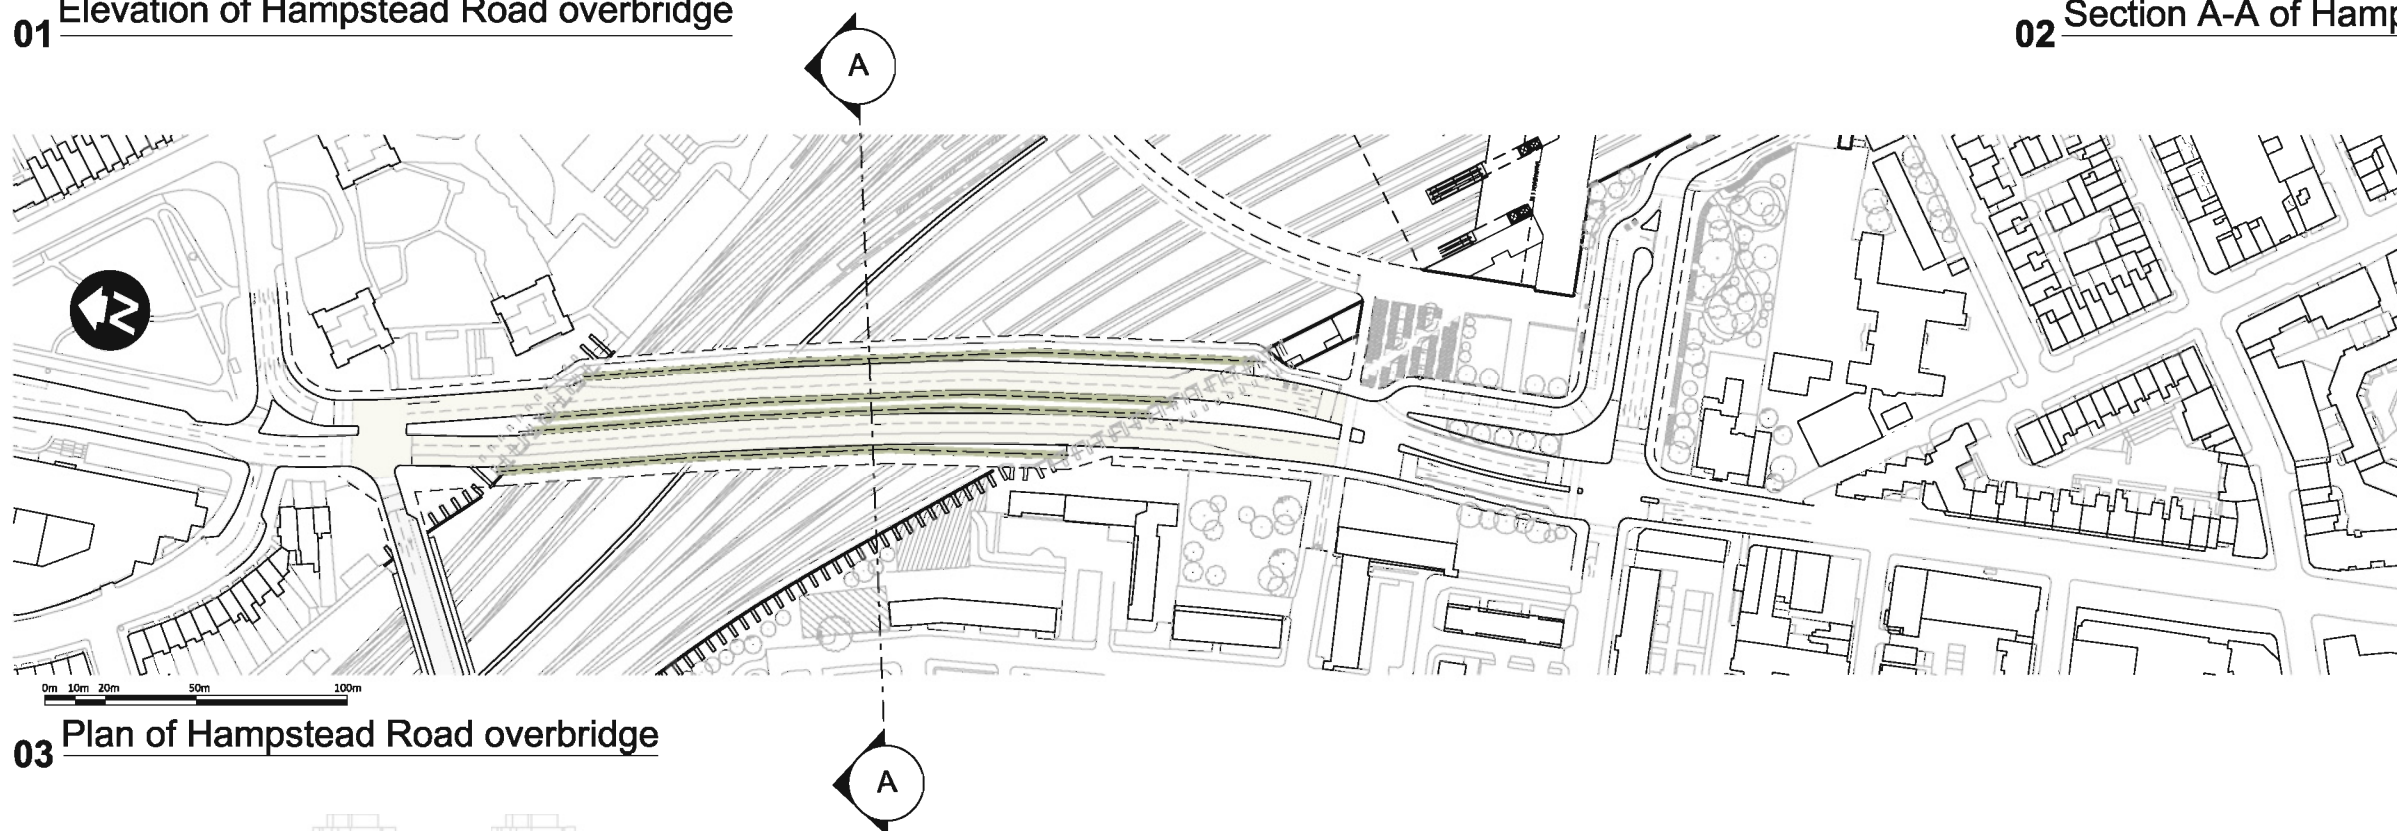 01 Elevation of Hampstead Road overbridge
02 Section A-A of Hamp
A
N
0m 10m 20m 50m 100m
03 Plan of Hampstead Road overbridge
A